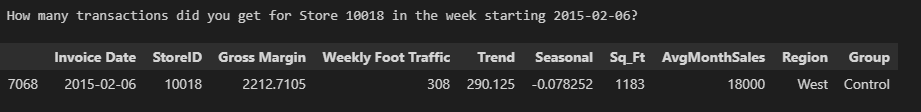 How many transactions did you get for Store 10018 in the week starting 2015-02-06?
Invoice Date StoreID Gross Margin Weekly Foot Traffic Trend Seasonal Sq_Ft AvgMonthSales Region Group
7068 2015-02-06 10018 2212.7105 308 290.125 -0.078252 1183 18000 West Control